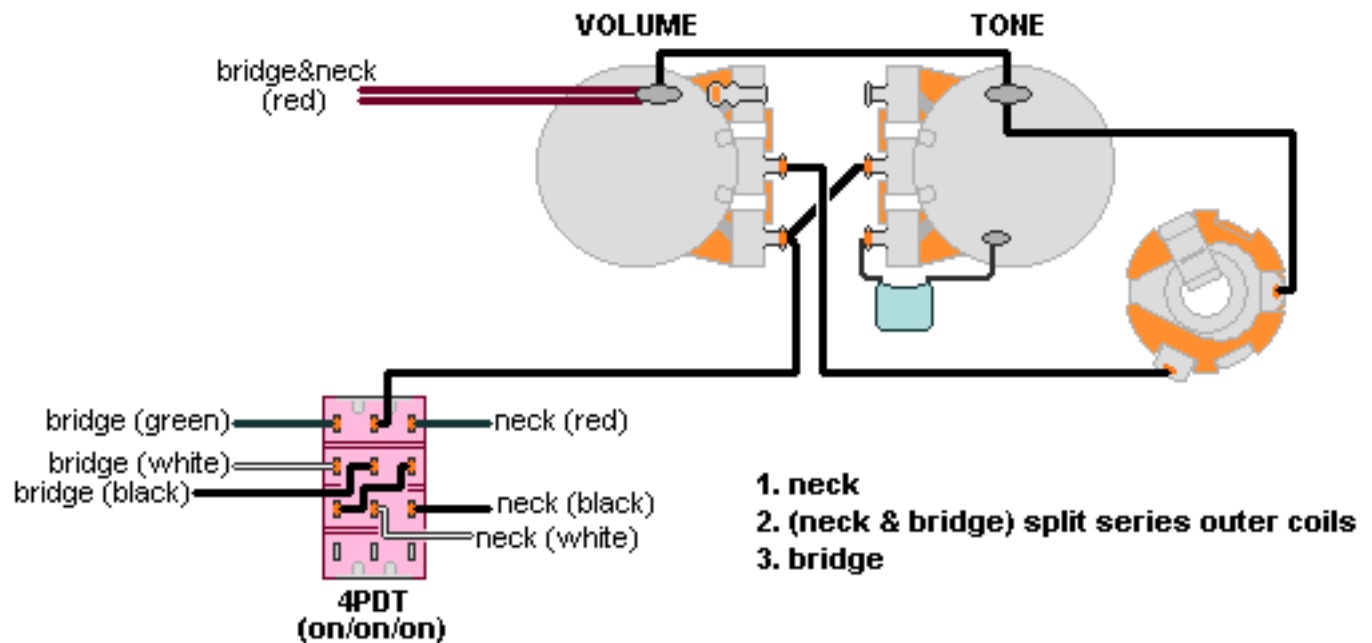 VOLUME
TONE
bridge&neck
(red)
bridge (green)
neck (red)
bridge (white)
bridge (black)
neck (black)
neck (white)
1. neck
2. (neck & bridge) split series outer coils
3. bridge
4PDT
(on/on/on)